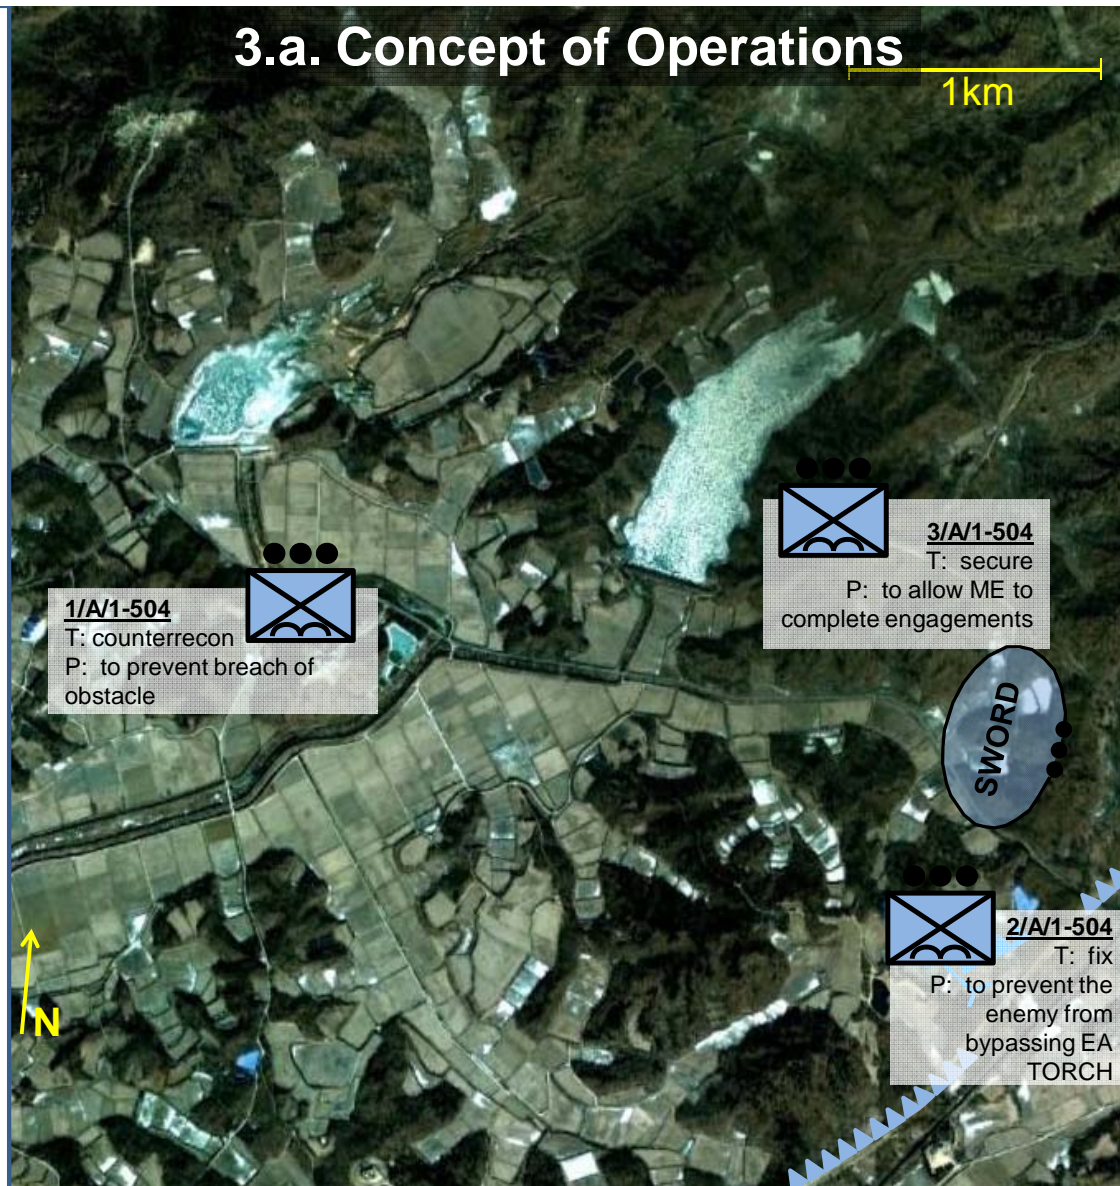 3.a. Concept of Operations
1km
3/A/1-504
T: secure
P: to allow ME to
complete engagements
1/A/1-504
T: counterrecon
P: to prevent breach of
obstacle
SWORD
2/A/1-504
T: fix
P: to prevent the
enemy from
bypassing EA
TORCH
N